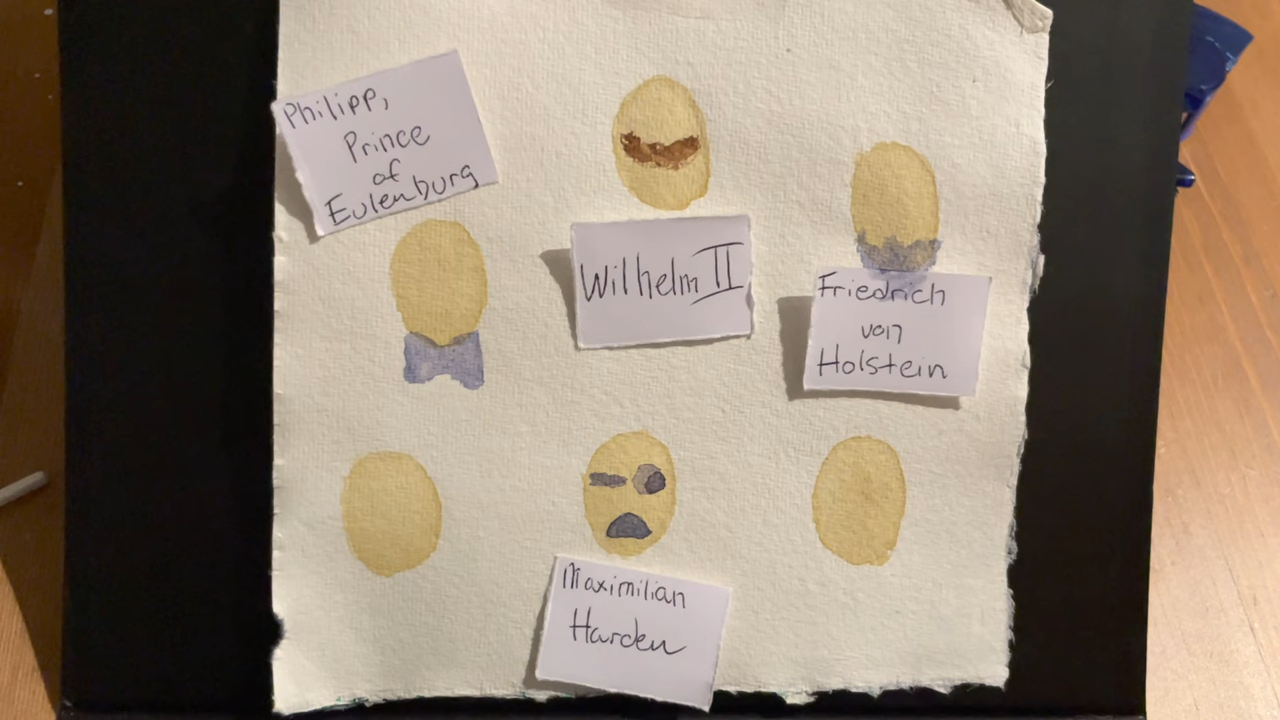 Philipp,
Prince
of
Eulenburg
Wilhelm II
Friedrich
von
Holstein
Maximilian
Harden